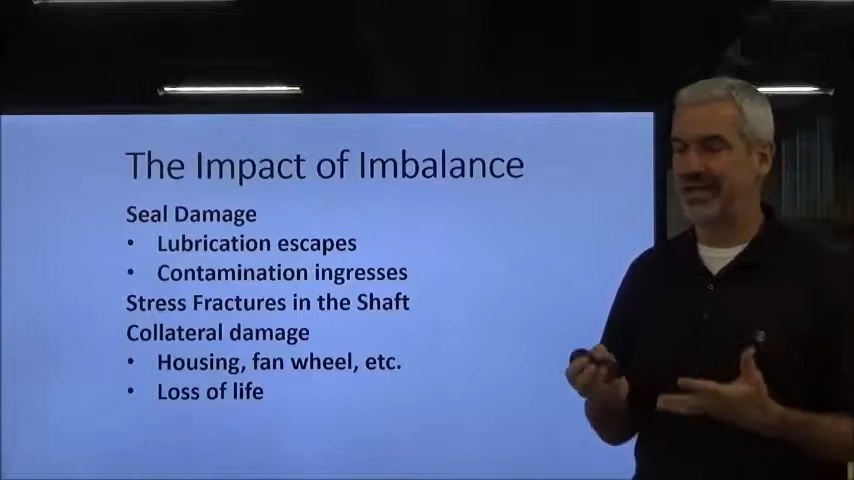 The Impact of Imbalance
Seal Damage
• Lubrication escapes
• Contamination ingresses
Stress Fractures in the Shaft
Collateral damage
• Housing, fan wheel, etc.
• Loss of life